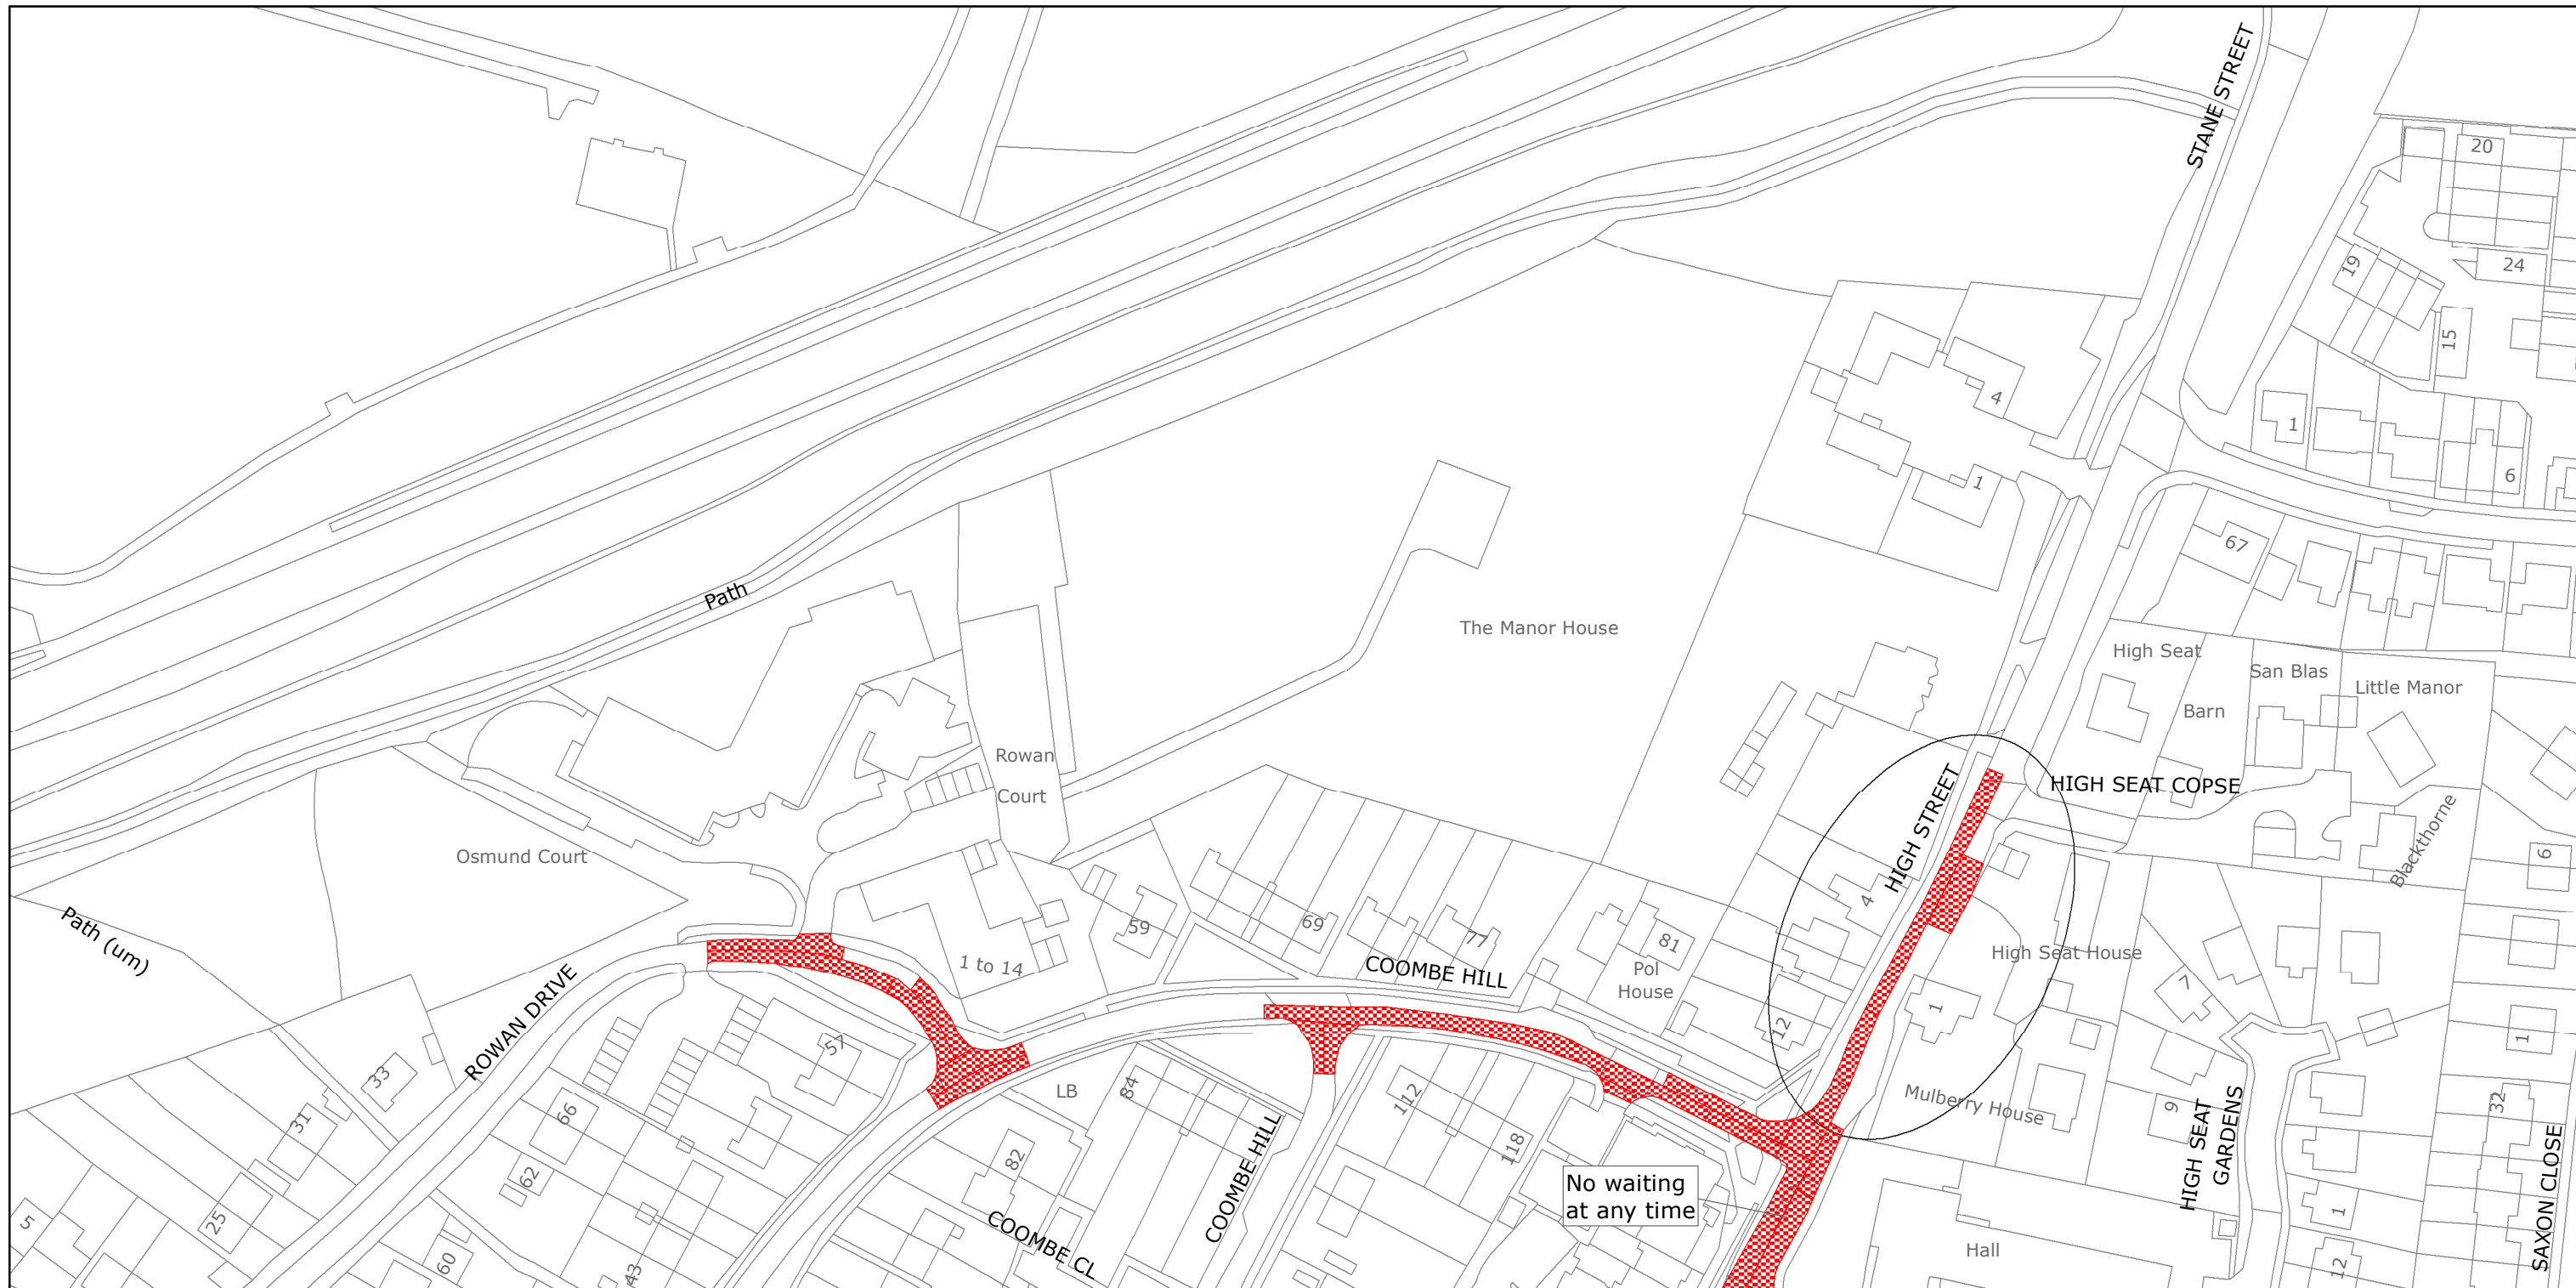 STANE STREET
20
24
19
15
4
1
6
1
67
Path
The Manor House
High Seat
San Blas
Little Manor
Barn
Rowan
Court
HIGH STREET
HIGH SEAT COPSE
Blackthorne
Osmund Court
6
4
Path (um)
59
69
77
81
1 to 14
COOMBE HILL
Pol
House
High Seat House
7
ROWAN DRIVE
57
12
1
1
33
LB
84
112
Mulberry House
9
32
31
66
82
118
COOMBE HILL
HIGH SEAT
GARDENS
SAXON CLOSE
No waiting
at any time
62
25
5
COOMBE CL
1
Hall
60
43
12